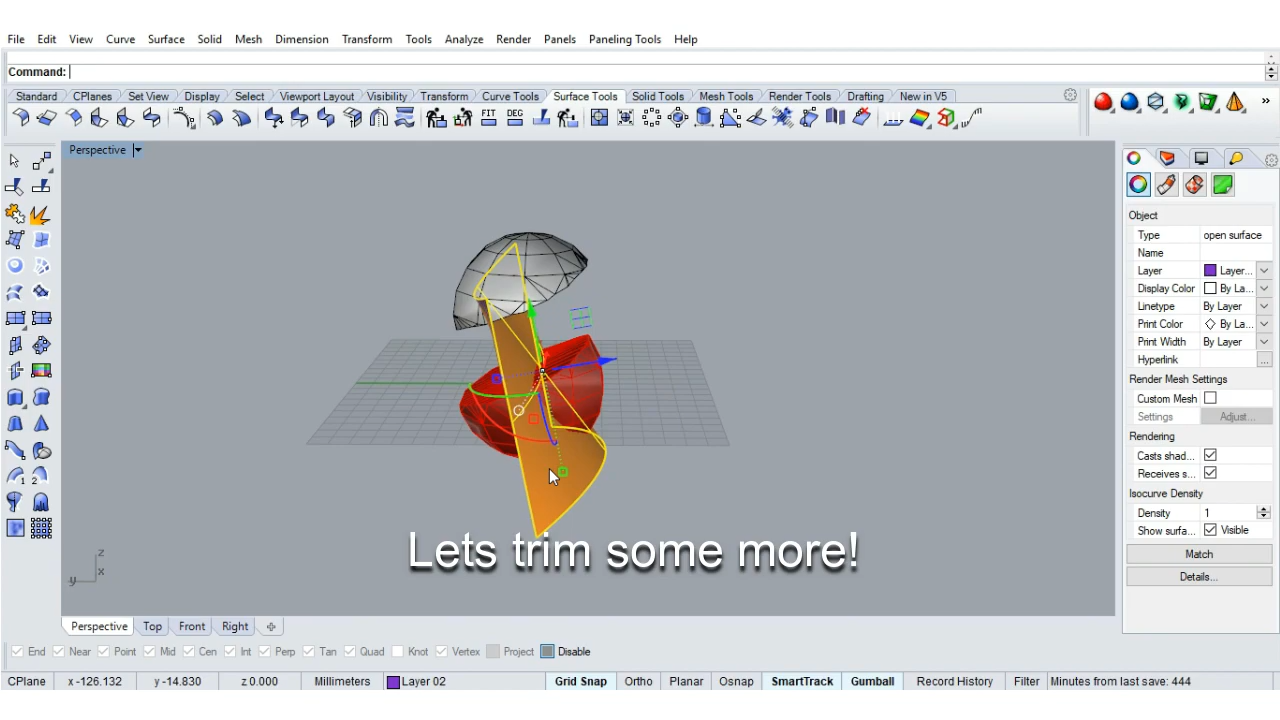 File Edit View Curve Surface Solid Mesh Dimension Transform Tools Analyze Render Panels Paneling Tools Help
Command:
Standard CPlanes Set View Display Select Viewport Layout Visibility Transform Curve Tools Surface Tools Solid Tools Mesh Tools Render Tools Drafting New in V5
FIT DEG
»
Perspective
Object
Type open surface
Name
Layer Layer...
Display Color By La...
Linetype By Layer
Print Color By La...
Print Width By Layer
Hyperlink ...
Render Mesh Settings
Custom Mesh
Settings Adjust...
Rendering
Casts shad...
Receives s...
Isocurve Density
Density 1
Show surfa... Visible
Match
Details...
1 2
z
y x
Lets trim some more!
Perspective Top Front Right
End Near Point Mid Cen Int Perp Tan Quad Knot Vertex Project Disable
CPlane x -126.132 y -14.830 z 0.000 Millimeters Layer 02 Grid Snap Ortho Planar Osnap SmartTrack Gumball Record History Filter Minutes from last save: 444